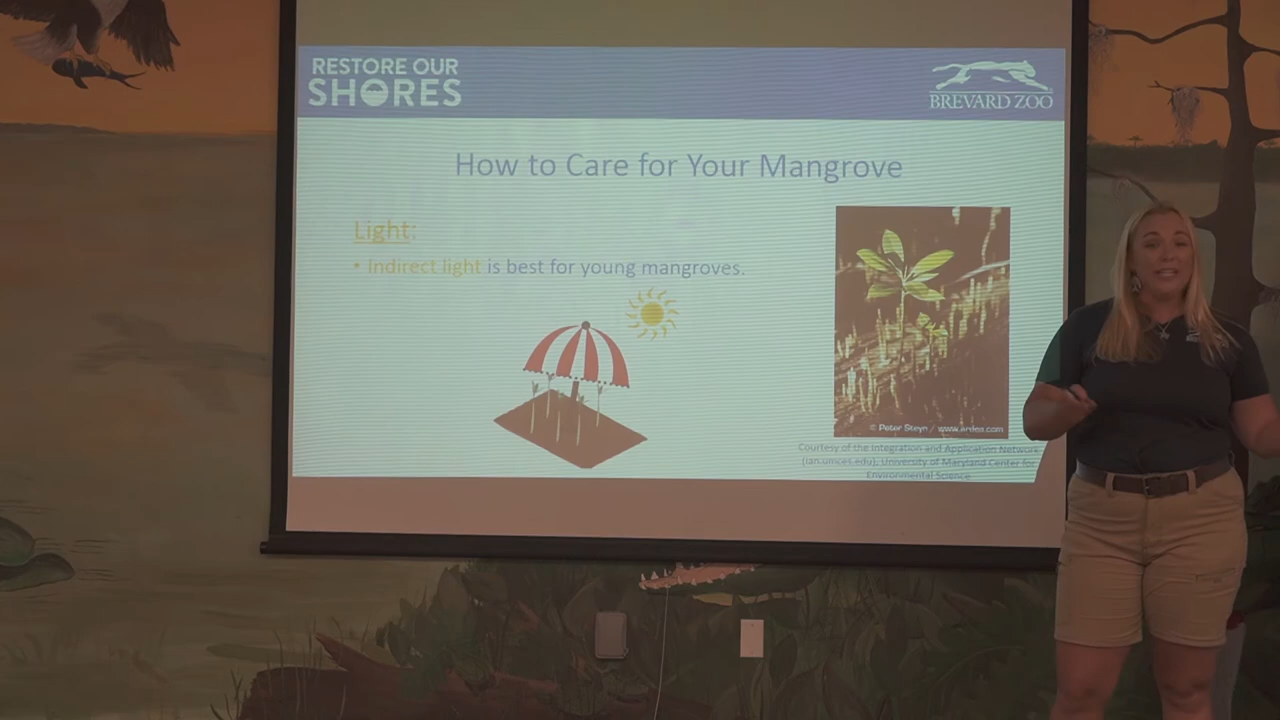 RESTORE OUR
SHORES
BREVARD ZOO
How to Care for Your Mangrove
Light:
• Indirect light is best for young mangroves.
© Peter Steyn / www.ardea.com
Courtesy of the Integration and Application Network
(ian.umces.edu), University of Maryland Center for
Environmental Science